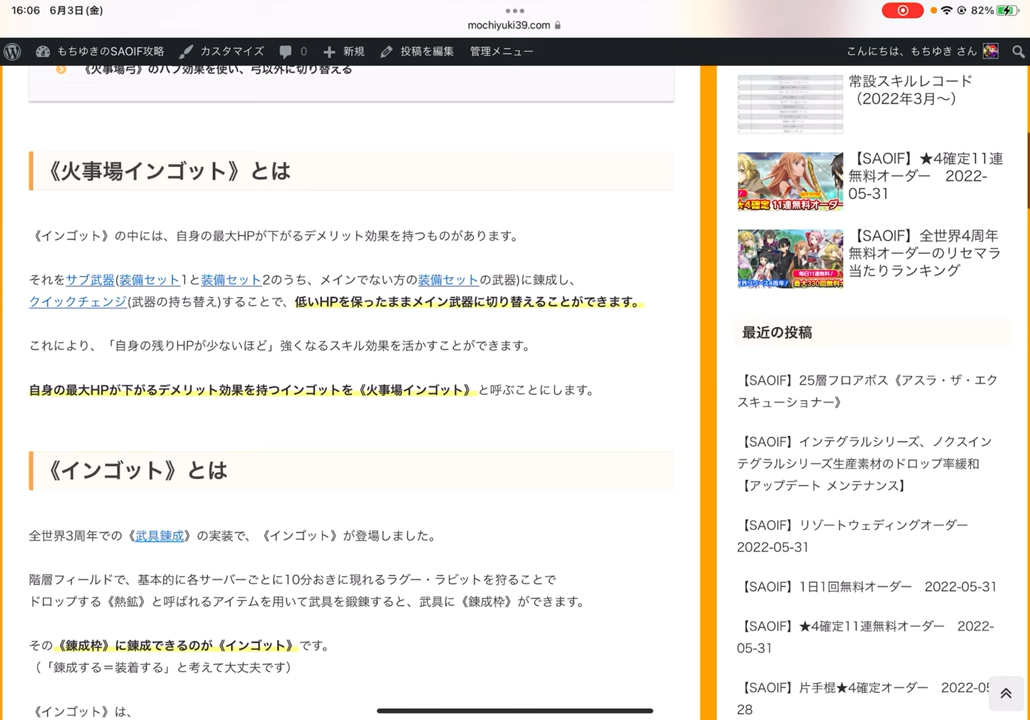 16:06 6月3日(金)
mochiyuki39.com
82%
もちゆきのSAOIF攻略 カスタマイズ 0 新規 投稿を編集 管理メニュー
こんにちは、もちゆき さん
《火事場弓》のバフ効果を使い、弓以外に切り替える
《火事場インゴット》とは
《インゴット》の中には、自身の最大HPが下がるデメリット効果を持つものがあります。
それをサブ武器(装備セット1と装備セット2のうち、メインでない方の装備セットの武器)に錬成し、
クイックチェンジ(武器の持ち替え)することで、低いHPを保ったままメイン武器に切り替えることができます。
これにより、「自身の残りHPが少ないほど」強くなるスキル効果を活かすことができます。
自身の最大HPが下がるデメリット効果を持つインゴットを《火事場インゴット》と呼ぶことにします。
《インゴット》とは
全世界3周年での《武具錬成》の実装で、《インゴット》が登場しました。
階層フィールドで、基本的に各サーバーごとに10分おきに現れるラグー・ラビットを狩ることで
ドロップする《熱鉱》と呼ばれるアイテムを用いて武具を鍛錬すると、武具に《錬成枠》ができます。
その《錬成枠》に錬成できるのが《インゴット》です。
（「錬成する＝装着する」と考えて大丈夫です）
《インゴット》は、
常設スキルレコード
（2022年3月〜）
【SAOIF】★4確定11連
無料オーダー　2022-
05-31
★4確定 11連無料オーダー
【SAOIF】全世界4周年
無料オーダーのリセマラ
当たりランキング
毎日11連無料!
最近の投稿
【SAOIF】25層フロアボス《アスラ・ザ・エク
スキューショナー》
【SAOIF】インテグラルシリーズ、ノクスイン
テグラルシリーズ生産素材のドロップ率緩和
【アップデート メンテナンス】
【SAOIF】リゾートウェディングオーダー
2022-05-31
【SAOIF】1日1回無料オーダー　2022-05-31
【SAOIF】★4確定11連無料オーダー　2022-
05-31
【SAOIF】片手棍★4確定オーダー　2022-05-
28